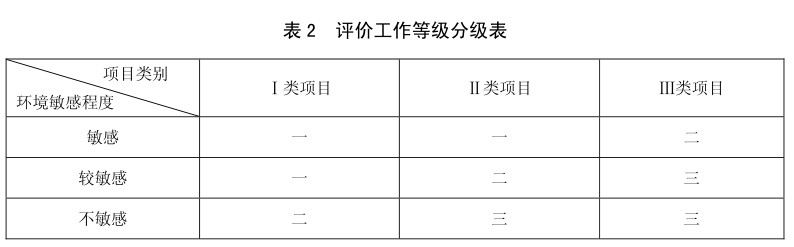 表 2 评价工作等级分级表
项目类别
环境敏感程度
Ⅰ类项目 Ⅱ类项目 Ⅲ类项目
敏感 一 一 二
较敏感 一 二 三
不敏感 二 三 三